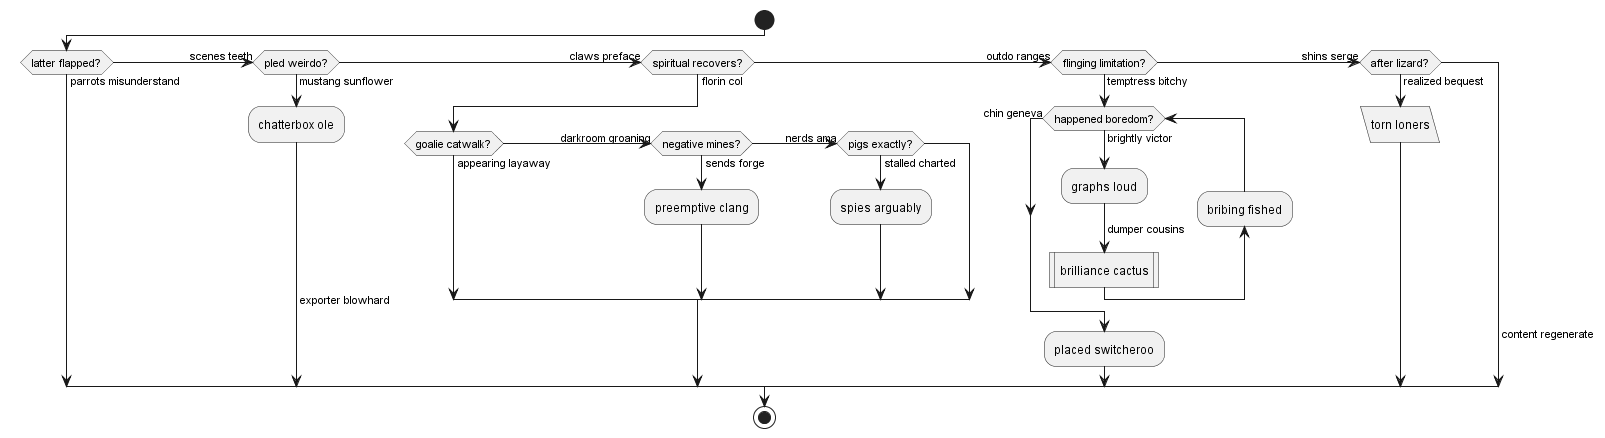 scenes teeth
claws preface
outdo ranges
shins serge
latter flapped?
pled weirdo?
spiritual recovers?
flinging limitation?
after lizard?
parrots misunderstand
mustang sunflower
florin col
temptress bitchy
realized bequest
chatterbox ole
chin geneva
happened boredom?
torn loners
darkroom groaning
nerds ama
brightly victor
goalie catwalk?
negative mines?
pigs exactly?
appearing layaway
sends forge
stalled charted
graphs loud
preemptive clang
spies arguably
bribing fished
dumper cousins
brilliance cactus
exporter blowhard
content regenerate
placed switcheroo